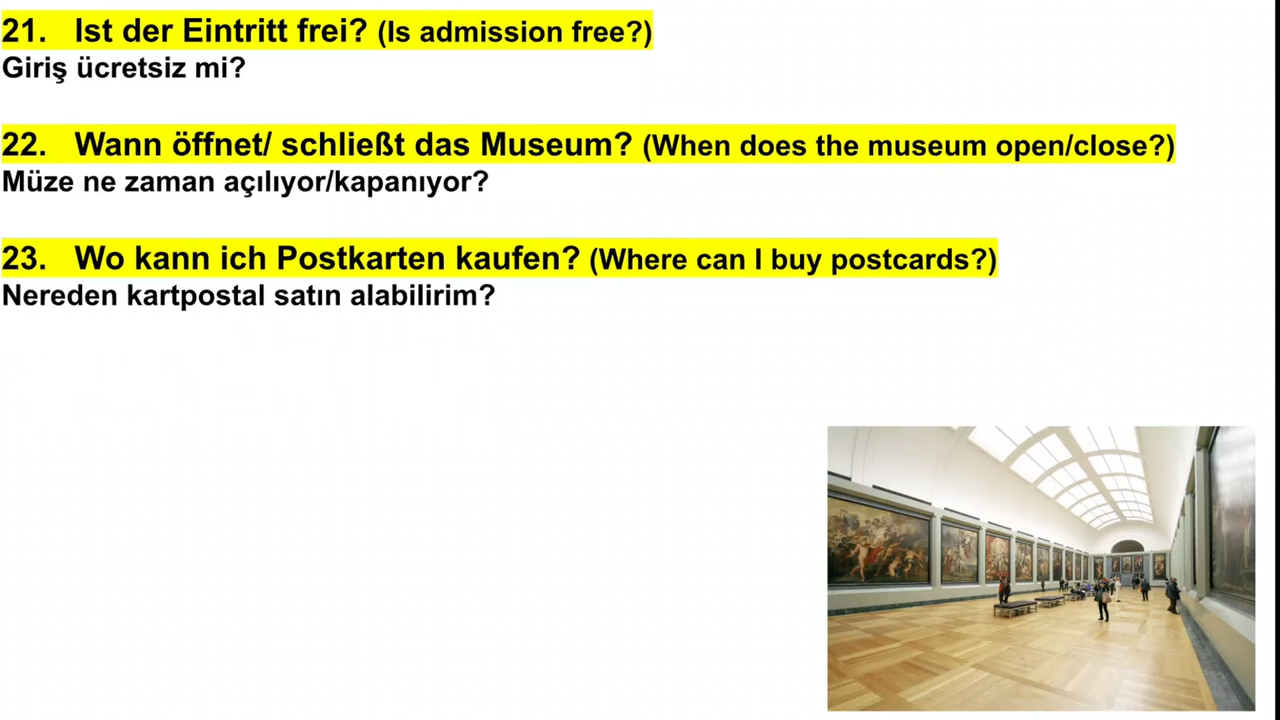 21. Ist der Eintritt frei? (Is admission free?)
Giriş ücretsiz mi?
22. Wann öffnet/ schließt das Museum? (When does the museum open/close?)
Müze ne zaman açılıyor/kapanıyor?
23. Wo kann ich Postkarten kaufen? (Where can I buy postcards?)
Nereden kartpostal satın alabilirim?